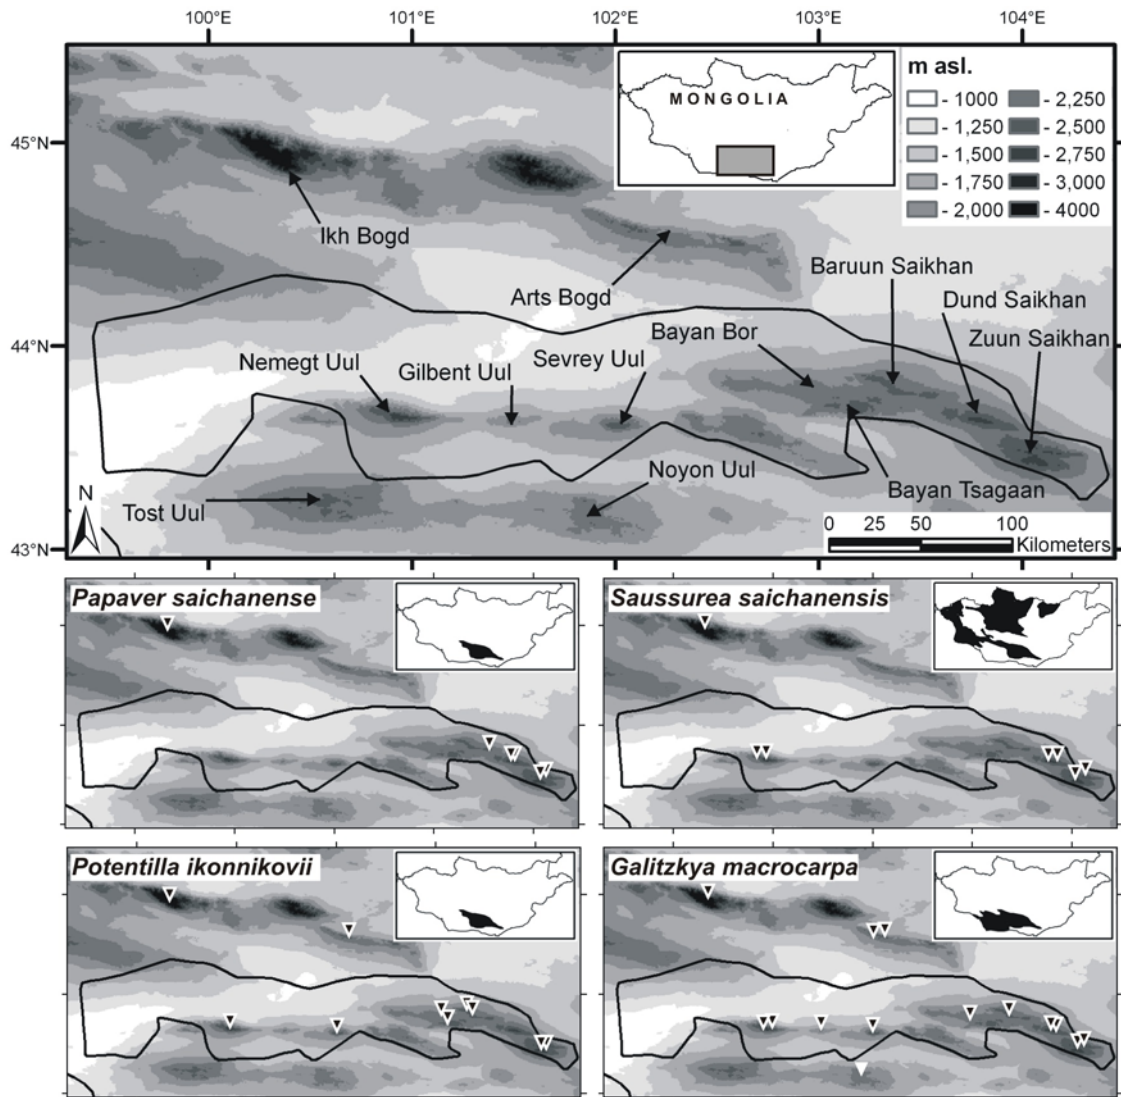 100°E 101°E 102°E 103°E 104°E
45°N
44°N
43°N
MONGOLIA
m asl.
- 1000 - 2,250
- 1,250 - 2,500
- 1,500 - 2,750
- 1,750 - 3,000
- 2,000 - 4000
Ikh Bogd
Arts Bogd
Baruun Saikhan
Dund Saikhan
Bayan Bor
Zuun Saikhan
Sevrey Uul
Nemegt Uul
Gilbent Uul
Noyon Uul
Bayan Tsagaan
Tost Uul
N
0 25 50 100
Kilometers
Papaver saichanense
Saussurea saichanensis
Potentilla ikonnikovii
Galitzkya macrocarpa